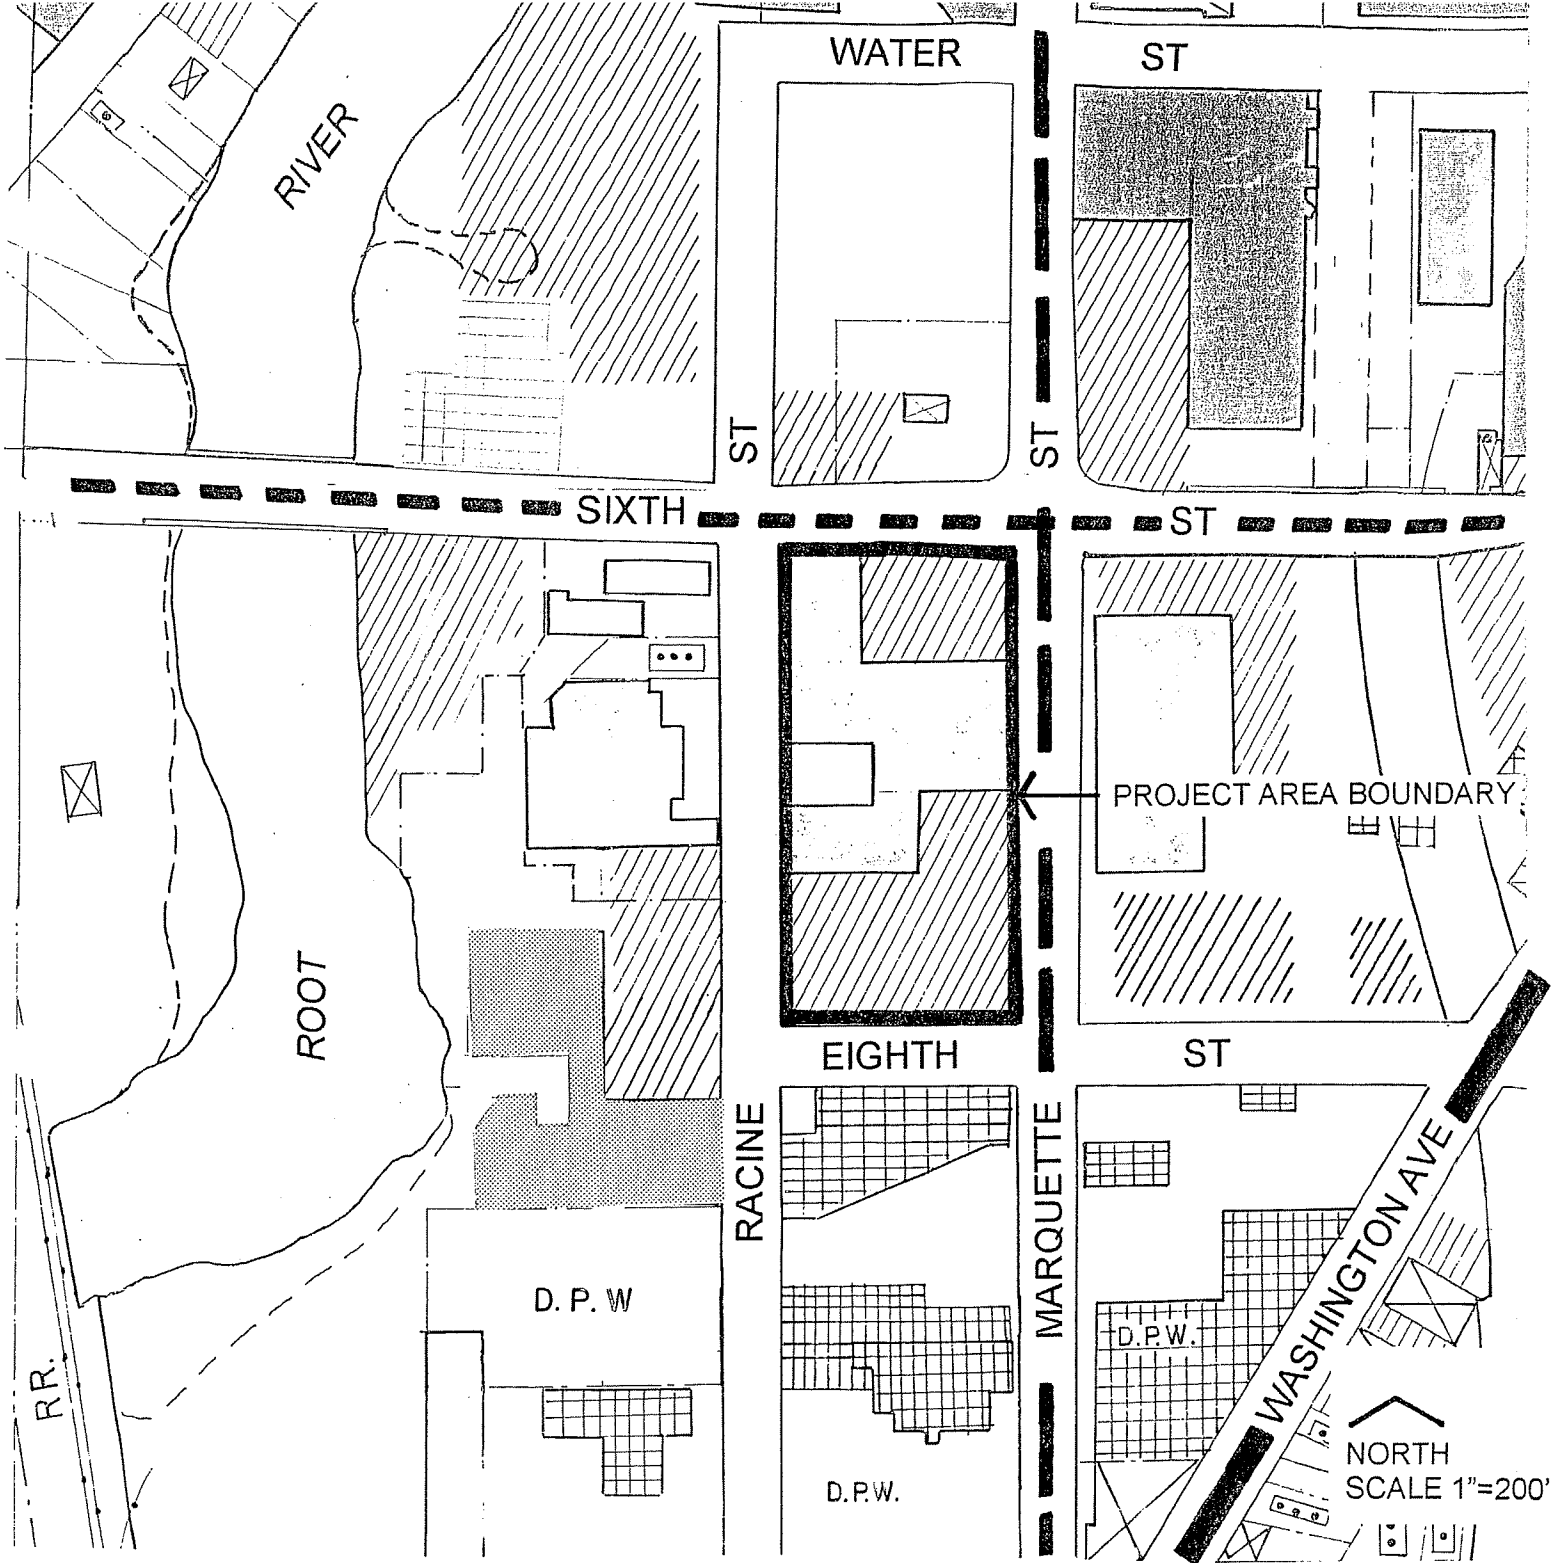 WATER ST
RIVER
ST
ST
SIXTH ST
PROJECT AREA BOUNDARY
ROOT
EIGHTH ST
RACINE
MARQUETTE
WASHINGTON AVE
D. P. W
D.P.W.
RR.
D.P.W.
NORTH
SCALE 1"=200'